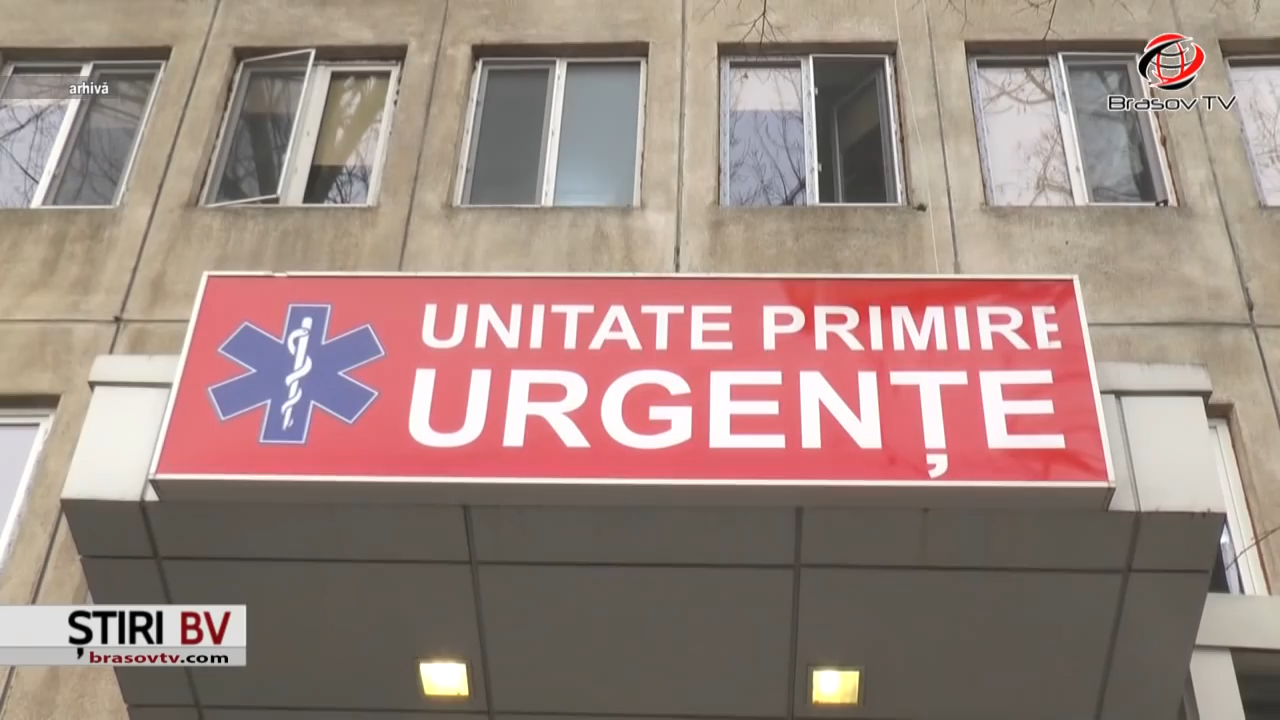 arhivă
Brasov TV
UNITATE PRIMIRE
URGENȚE
ȘTIRI BV
brasovtv.com